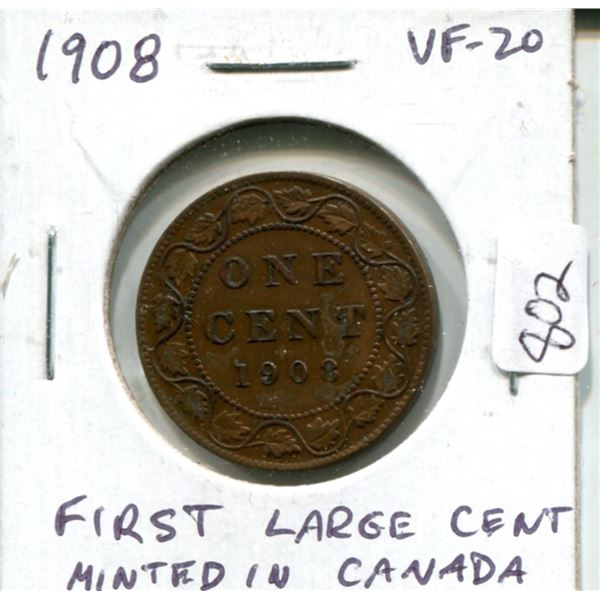 1908
VF-20
ONE
CENT
1908
802
FIRST LARGE CENT
MINTED IN CANADA